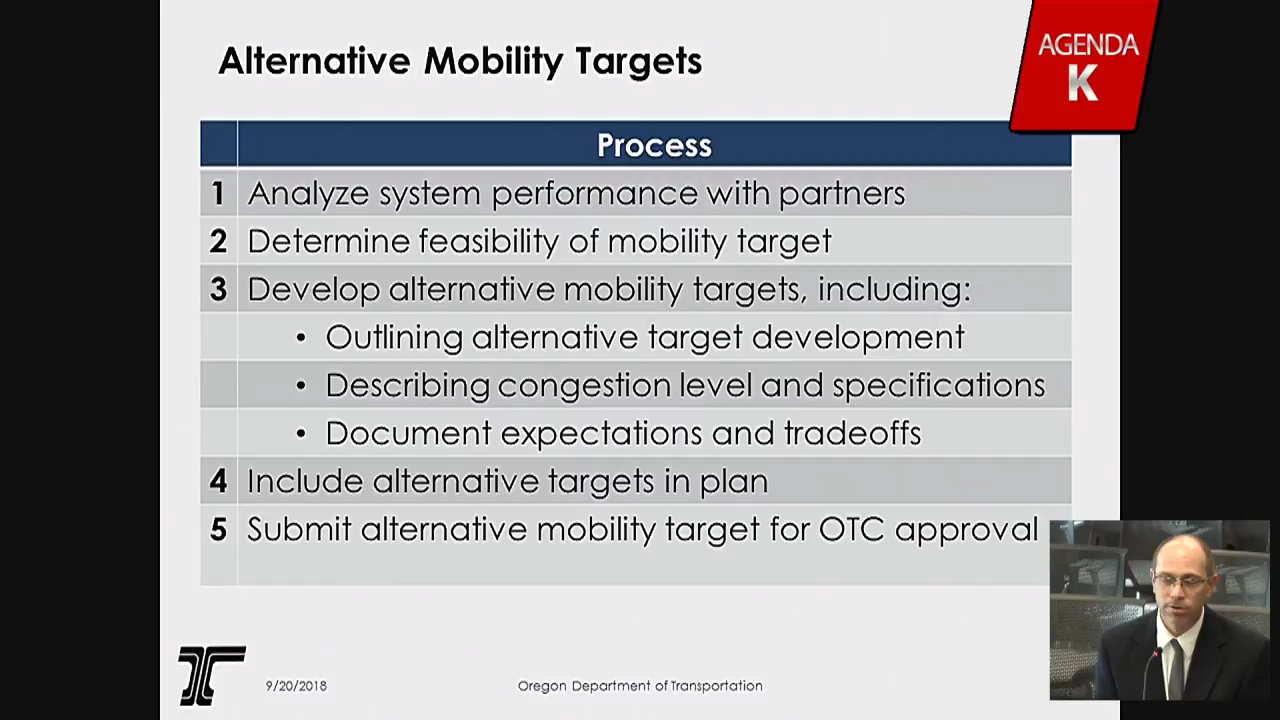 Alternative Mobility Targets
AGENDA
K
Process
1 Analyze system performance with partners
2 Determine feasibility of mobility target
3 Develop alternative mobility targets, including:
• Outlining alternative target development
• Describing congestion level and specifications
• Document expectations and tradeoffs
4 Include alternative targets in plan
5 Submit alternative mobility target for OTC approval
9/20/2018
Oregon Department of Transportation